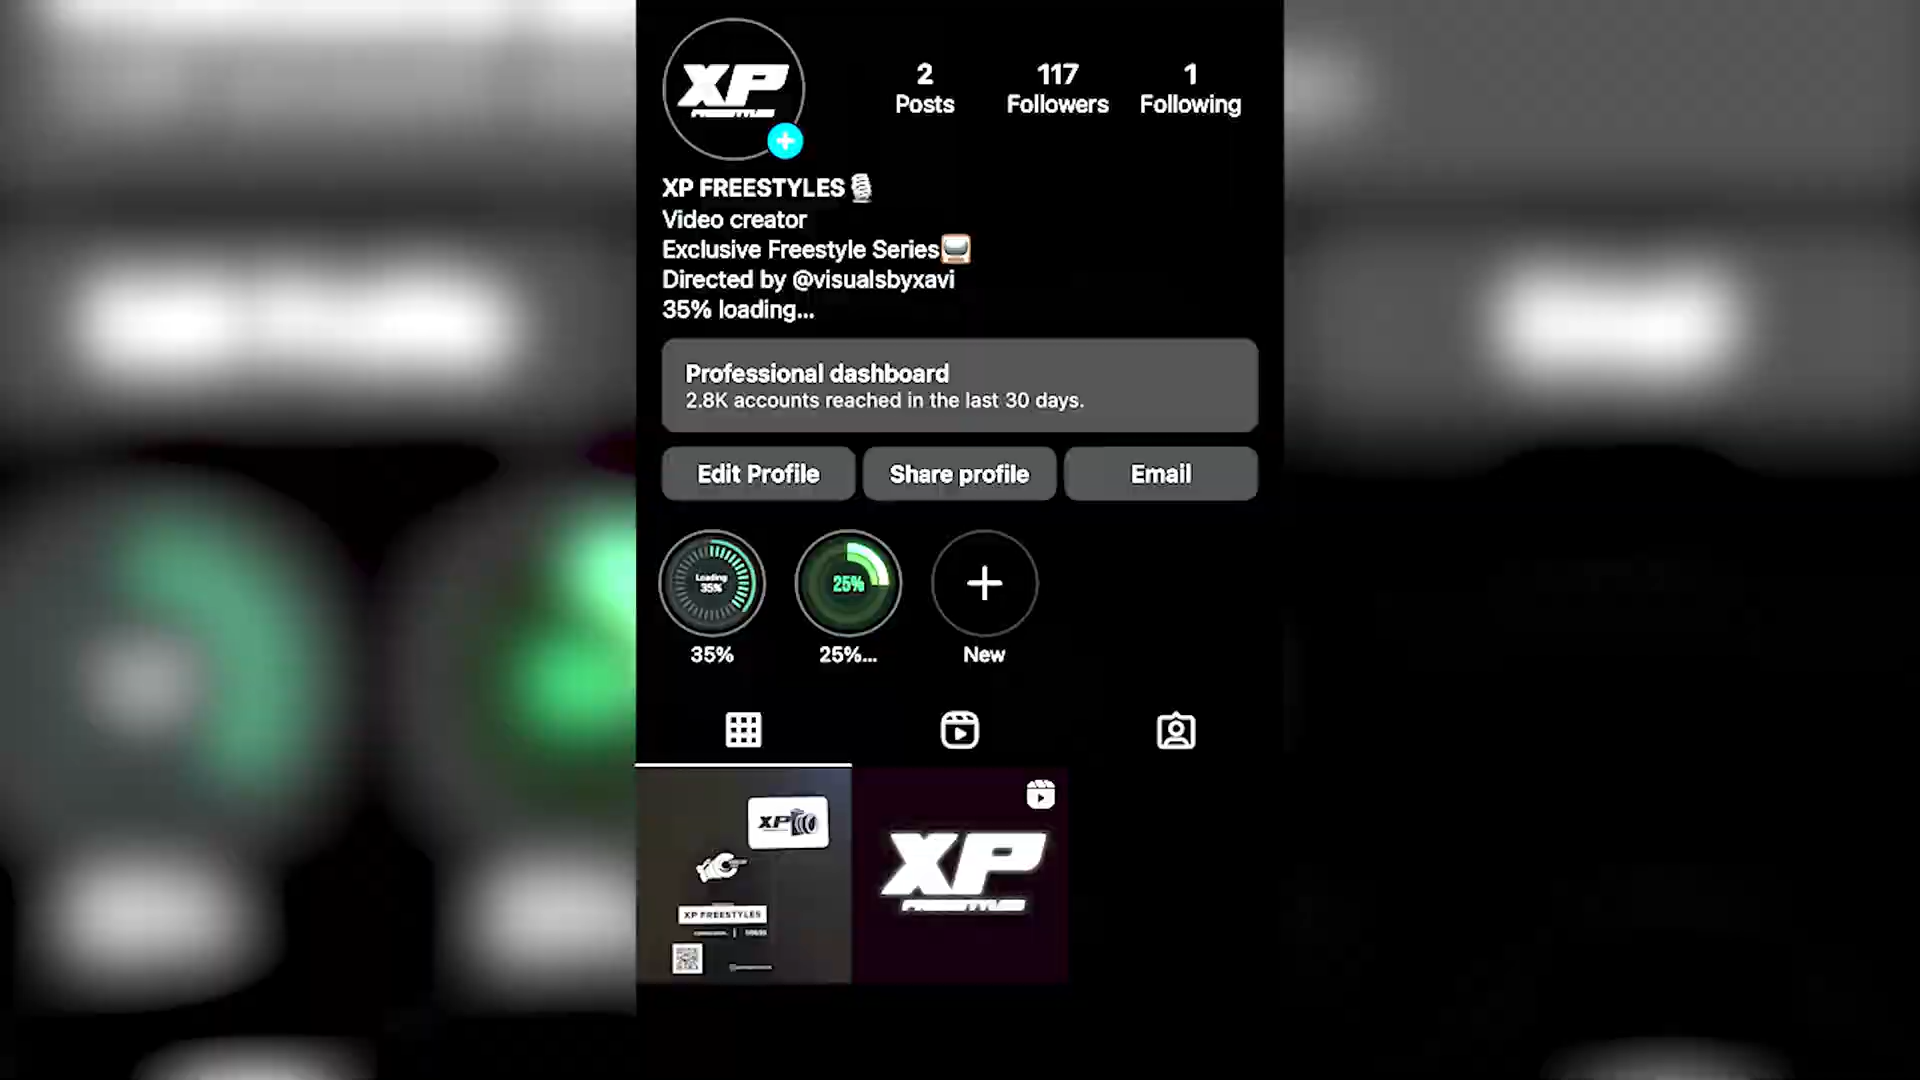 XP
FREESTYLES
2
Posts
117
Followers
1
Following
XP FREESTYLES
Video creator
Exclusive Freestyle Series
Directed by @visualsbyxavi
35% loading...
Professional dashboard
2.8K accounts reached in the last 30 days.
Edit Profile
Share profile
Email
Loading
35%
25%
35%
25%...
New
XP
XP FREESTYLES
XP
FREESTYLES